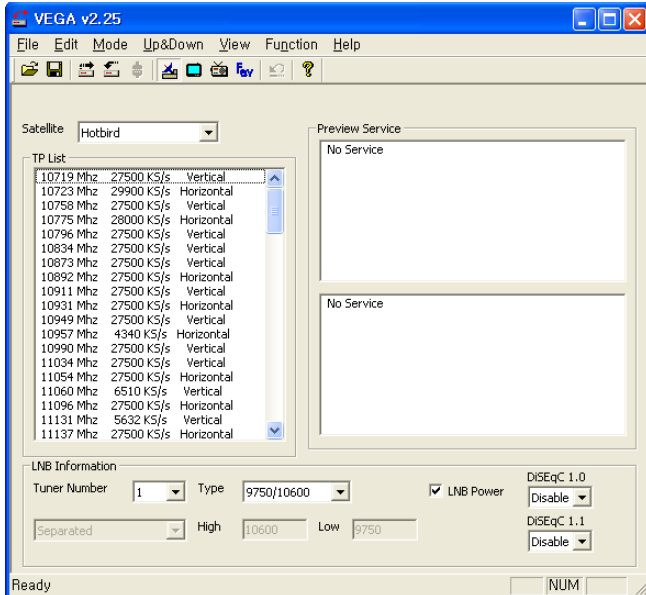 VEGA v2.25
File Edit Mode Up&Down View Function Help
Fav
Satellite Hotbird
TP List
10719 Mhz 27500 KS/s Vertical
10723 Mhz 29900 KS/s Horizontal
10758 Mhz 27500 KS/s Vertical
10775 Mhz 28000 KS/s Horizontal
10796 Mhz 27500 KS/s Vertical
10834 Mhz 27500 KS/s Vertical
10873 Mhz 27500 KS/s Vertical
10892 Mhz 27500 KS/s Horizontal
10911 Mhz 27500 KS/s Vertical
10931 Mhz 27500 KS/s Horizontal
10949 Mhz 27500 KS/s Vertical
10957 Mhz 4340 KS/s Horizontal
10990 Mhz 27500 KS/s Vertical
11034 Mhz 27500 KS/s Vertical
11054 Mhz 27500 KS/s Horizontal
11060 Mhz 6510 KS/s Vertical
11096 Mhz 27500 KS/s Horizontal
11131 Mhz 5632 KS/s Vertical
11137 Mhz 27500 KS/s Horizontal
Preview Service
No Service
No Service
LNB Information
Tuner Number 1 Type 9750/10600 LNB Power
DiSEqC 1.0
Disable
Separated High 10600 Low 9750
DiSEqC 1.1
Disable
Ready NUM